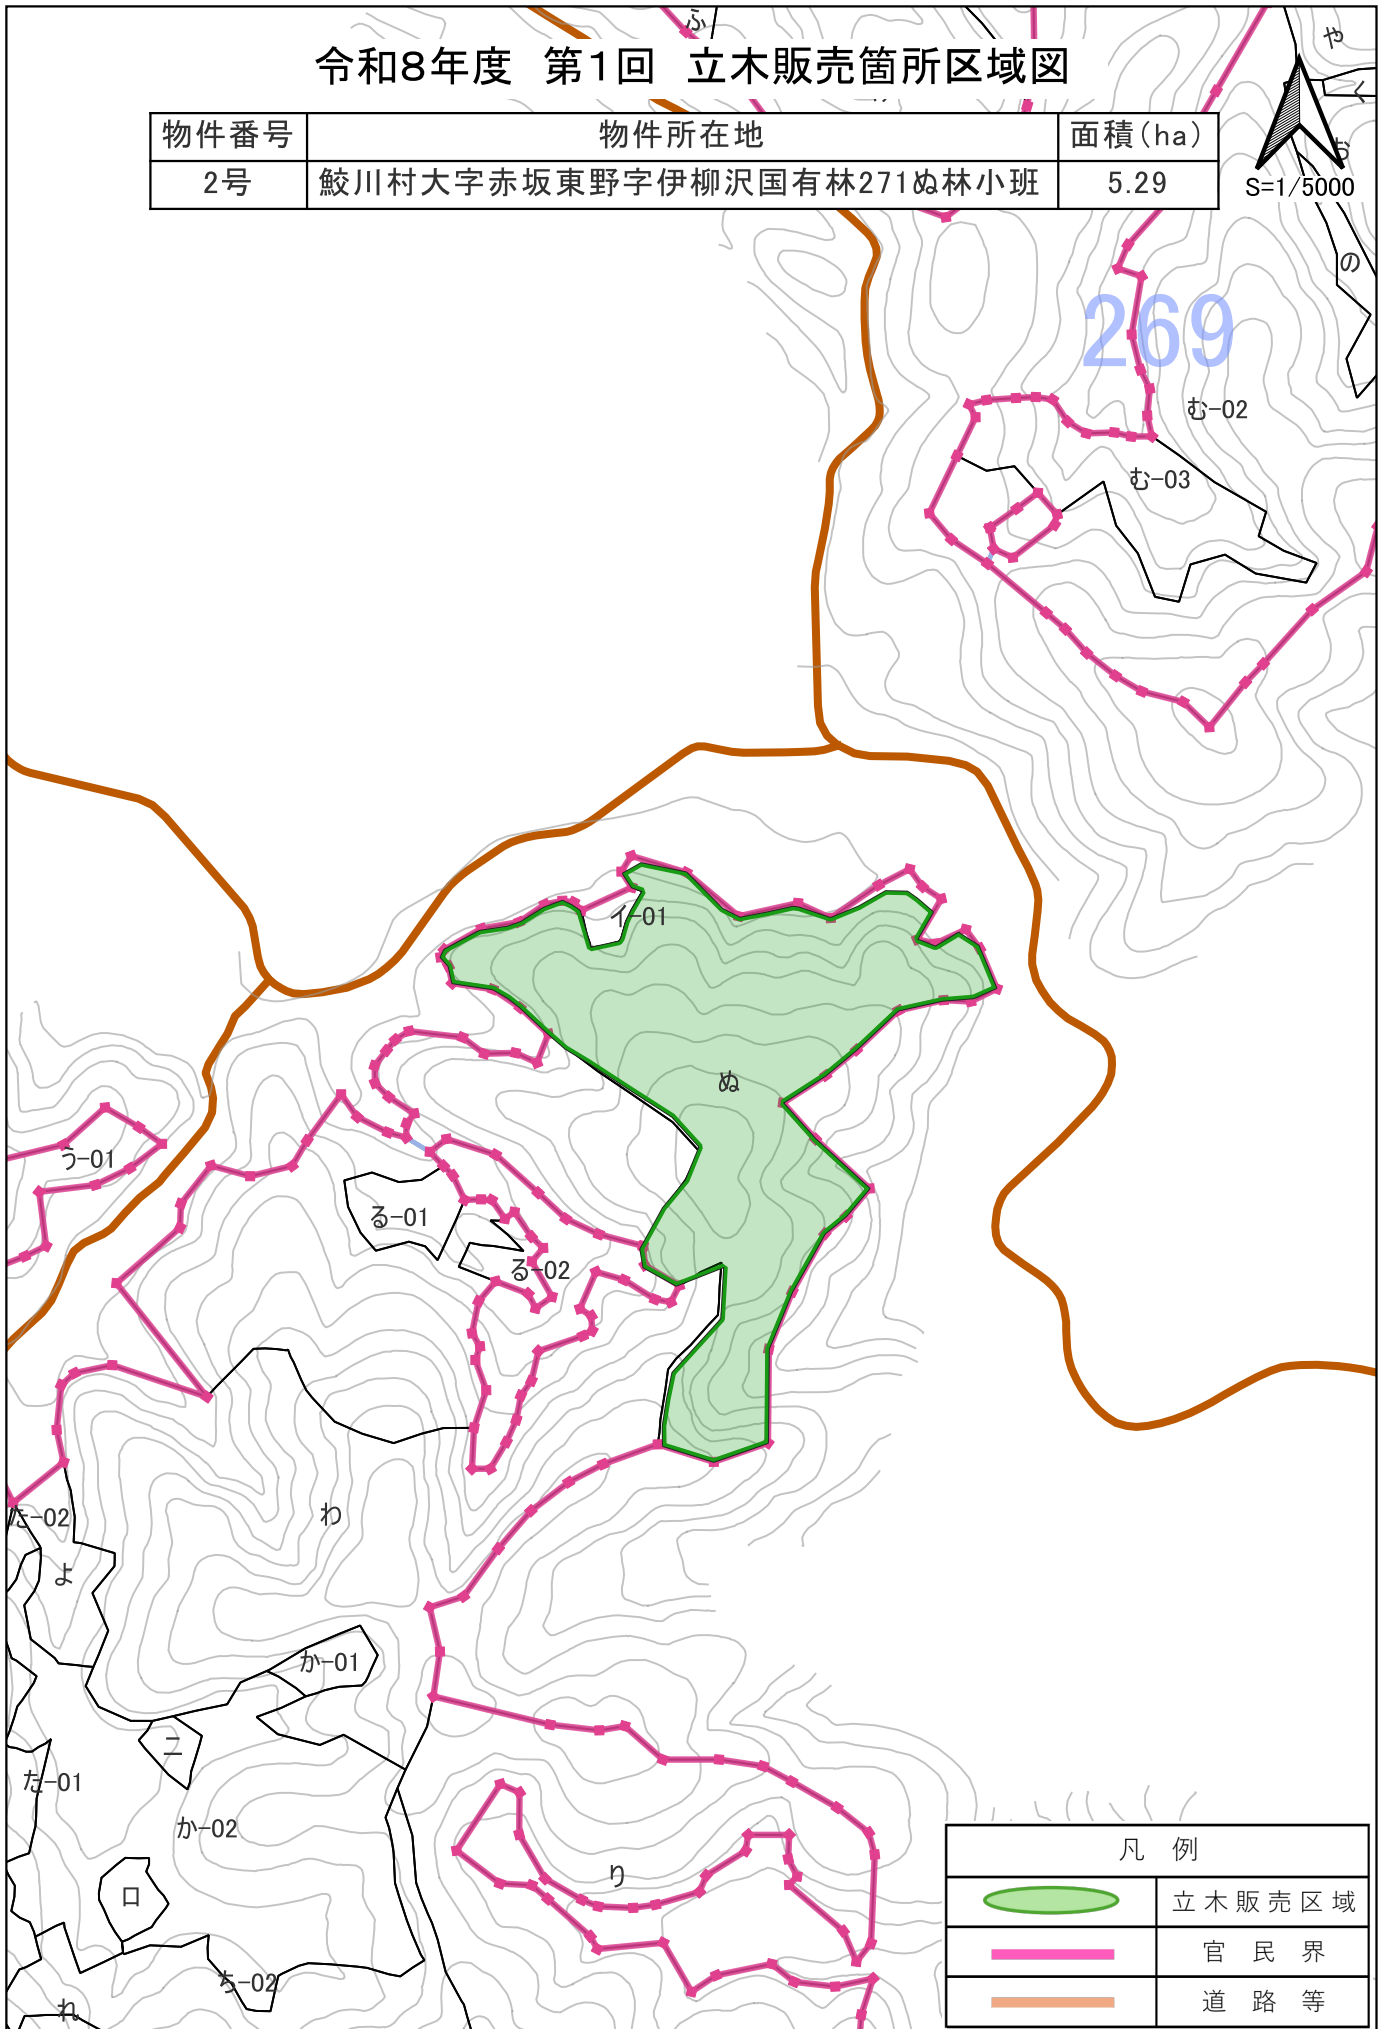 ふ
や
令和8年度 第1回 立木販売箇所区域図
く
物件番号 物件所在地 面積(ha)
お
2号 鮫川村大字赤坂東野字伊柳沢国有林271ぬ林小班 5.29
S=1/5000
の
269
む-02
む-03
イ-01
ぬ
う-01
る-01
る-02
わ
た-02
よ
か-01
ニ
た-01
か-02
凡 例
り
ロ
立木販売区域
官 民 界
ち-02
道 路 等
れ